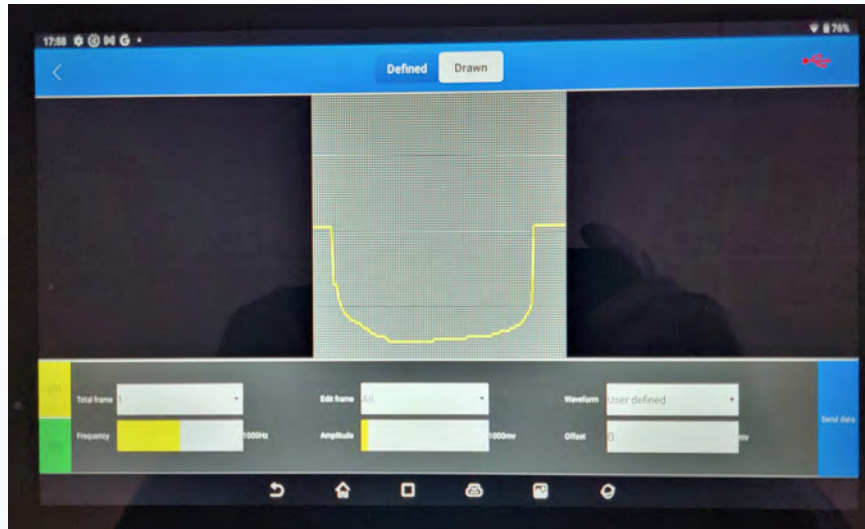 17:58 G
76%
Defined Drawn
Total frame 1 Edit frame All Waveform User defined
Frequency 1000Hz Amplitude 1000mv Offset 0 mv
Send data